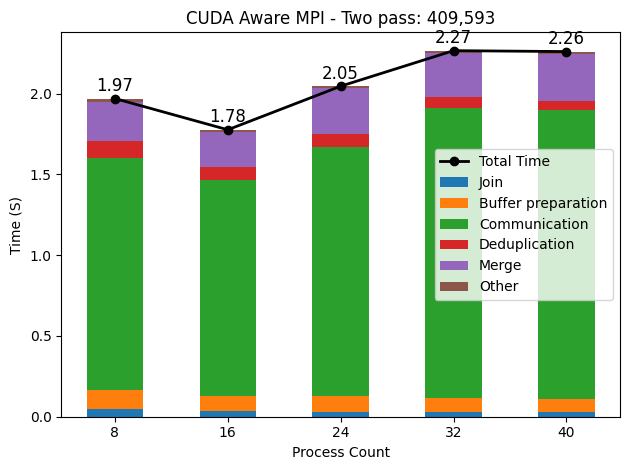 CUDA Aware MPI - Two pass: 409,593
2.27
2.26
2.05
1.97
1.78
2.0
1.5
1.0
0.5
0.0
Time (S)
Total Time
Join
Buffer preparation
Communication
Deduplication
Merge
Other
8 16 24 32 40
Process Count